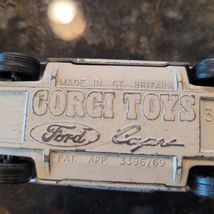 MADE IN GT. BRITAIN
CORGI TOYS
Ford Capri
PAT. APP. 3396/69